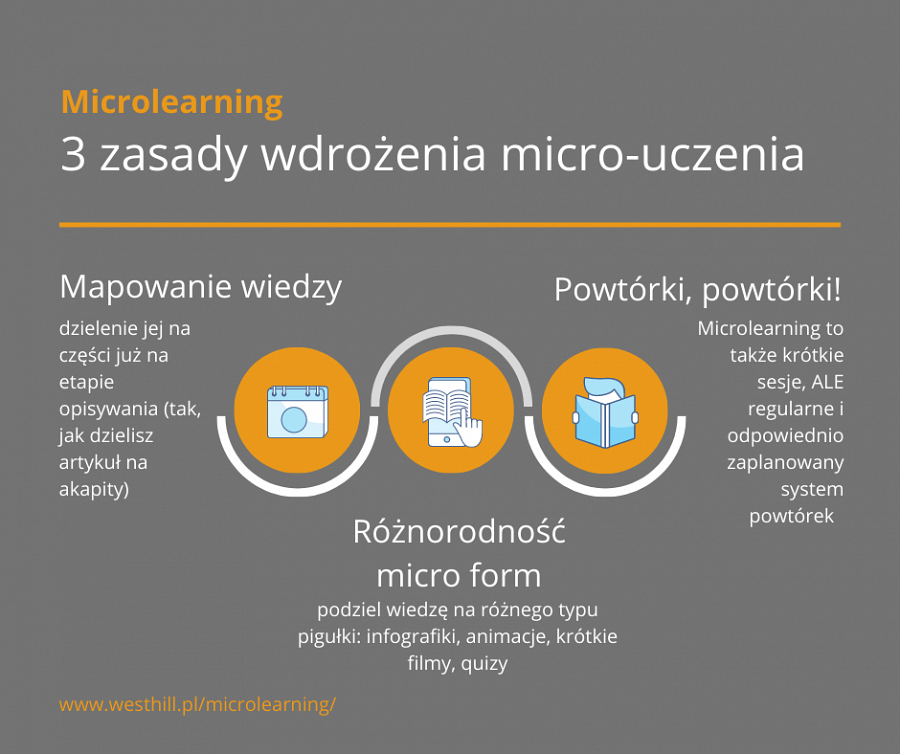 Microlearning
3 zasady wdrożenia micro-uczenia
Mapowanie wiedzy
dzielenie jej na
części już na
etapie
opisywania (tak,
jak dzielisz
artykuł na
akapity)
Różnorodność
micro form
podziel wiedzę na różnego typu
pigułki: infografiki, animacje, krótkie
filmy, quizy
Powtórki, powtórki!
Microlearning to
także krótkie
sesje, ALE
regularne i
odpowiednio
zaplanowany
system
powtórek
www.westhill.pl/microlearning/